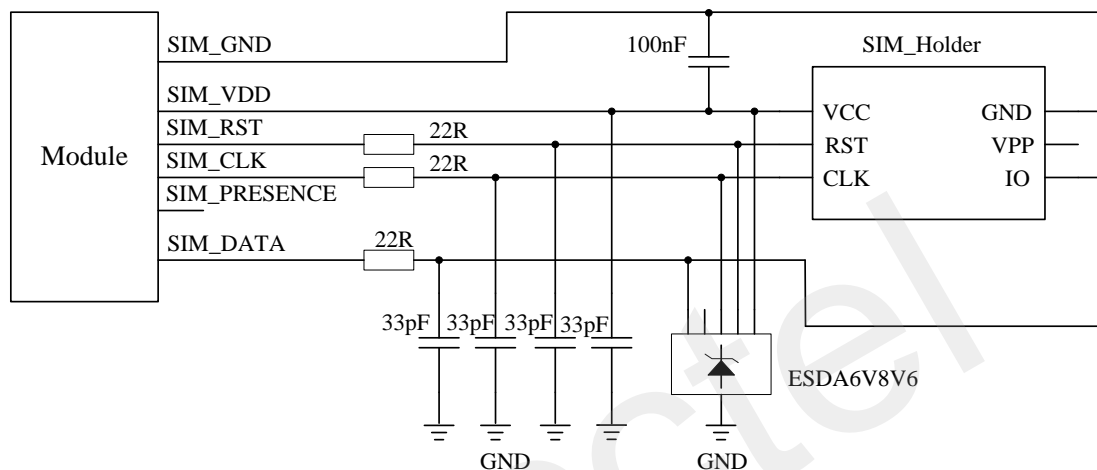 SIM_GND
100nF
SIM_Holder
SIM_VDD
VCC
GND
SIM_RST
22R
RST
VPP
Module
SIM_CLK
22R
CLK
IO
SIM_PRESENCE
SIM_DATA
22R
33pF 33pF 33pF 33pF
ESDA6V8V6
GND
GND
ctel